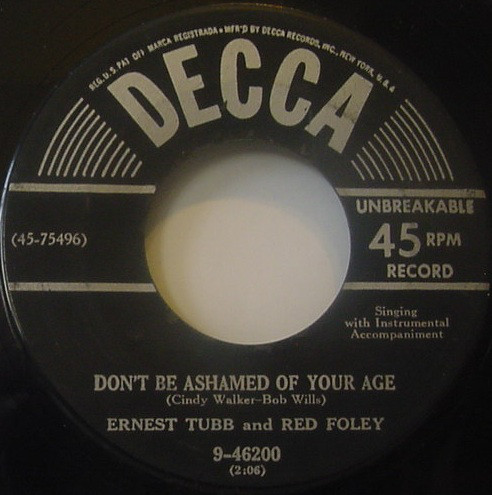 REG. U.S. PAT. OFF. MARCA REGISTRADA • MF'R'D BY DECCA RECORDS, INC., NEW YORK, U.S.A.
DECCA
UNBREAKABLE
(45-75496)
45 RPM
RECORD
Singing
with Instrumental
Accompaniment
DON'T BE ASHAMED OF YOUR AGE
(Cindy Walker–Bob Wills)
ERNEST TUBB and RED FOLEY
9-46200
(2:06)